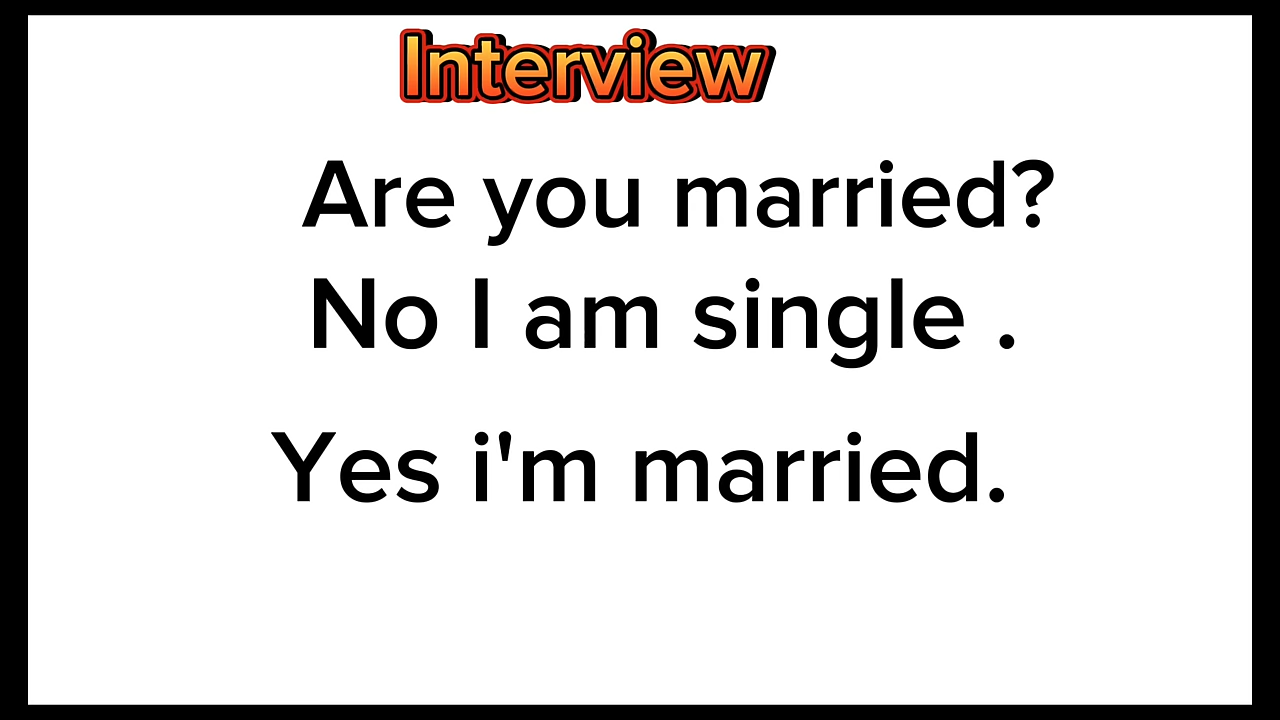 Interview
Are you married?
No I am single .
Yes i'm married.